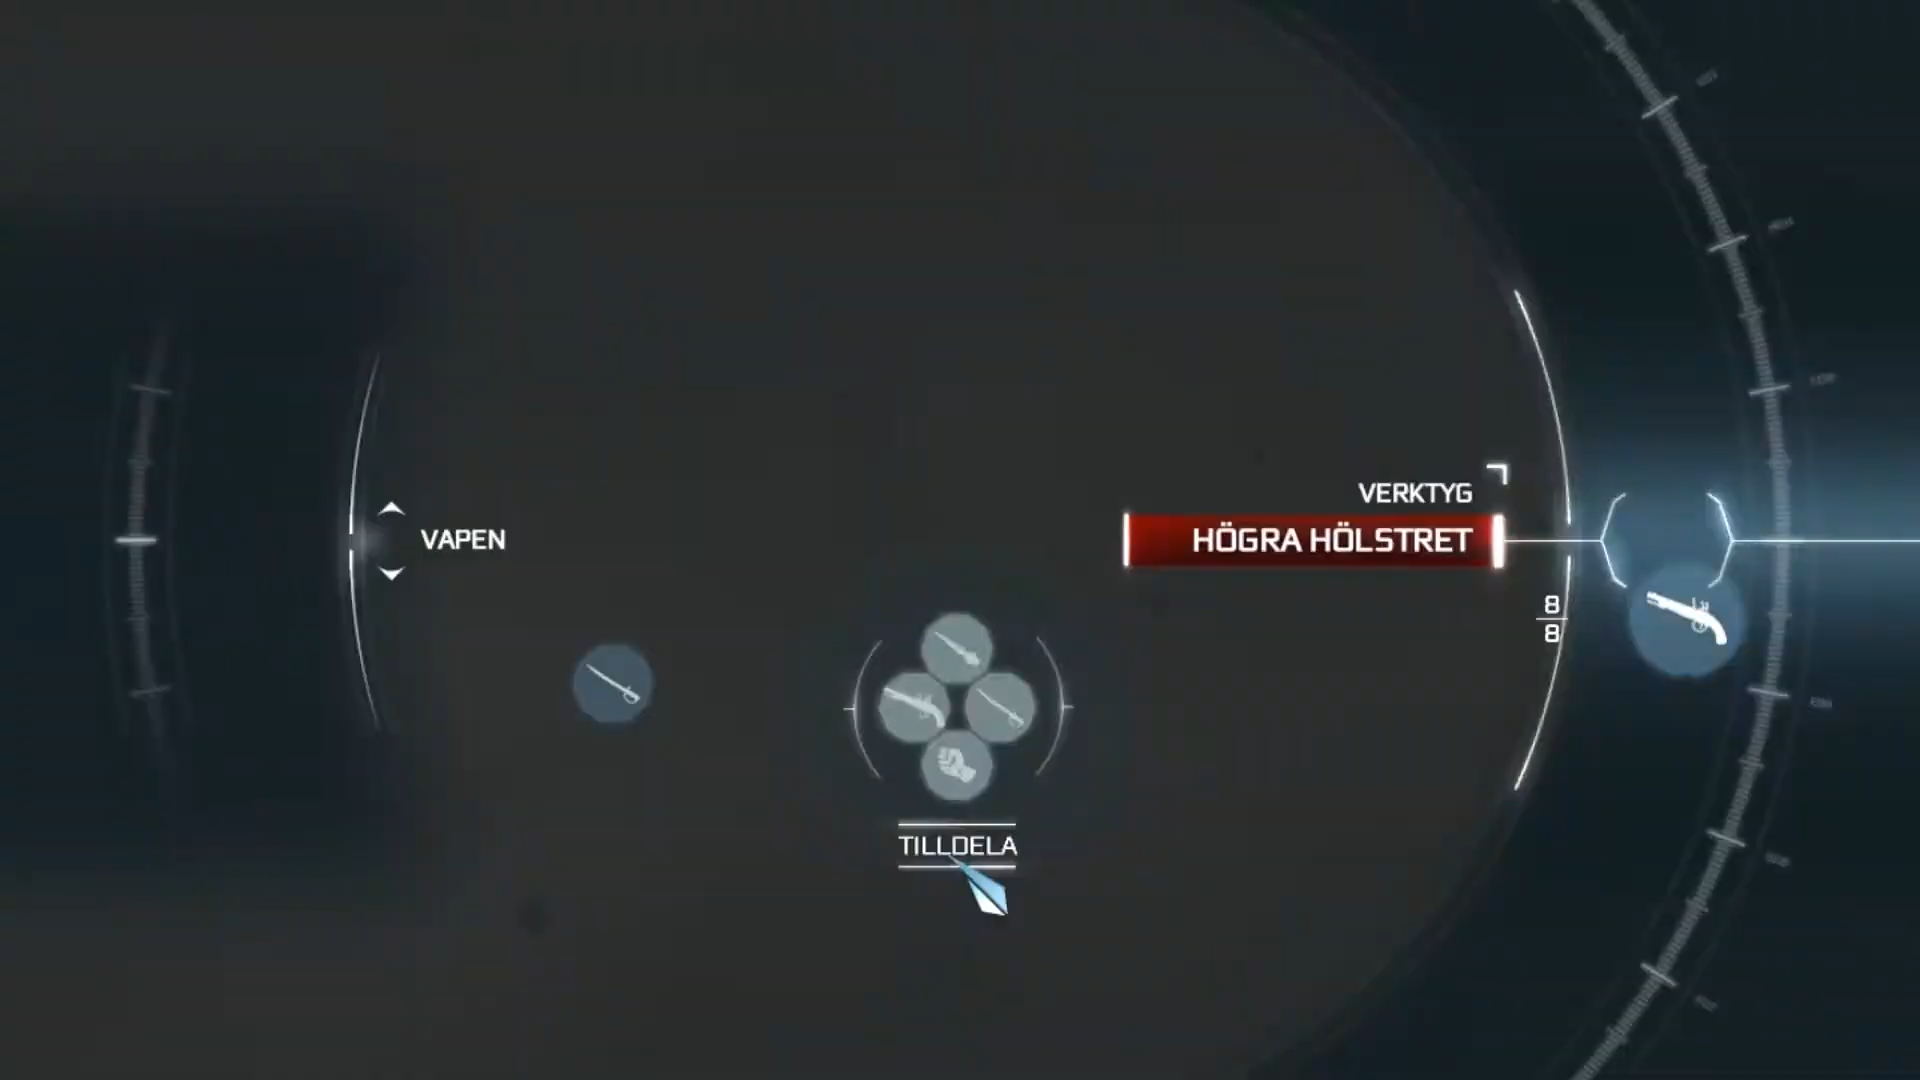 VERKTYG
VAPEN
HÖGRA HÖLSTRET
8
8
TILLDELA